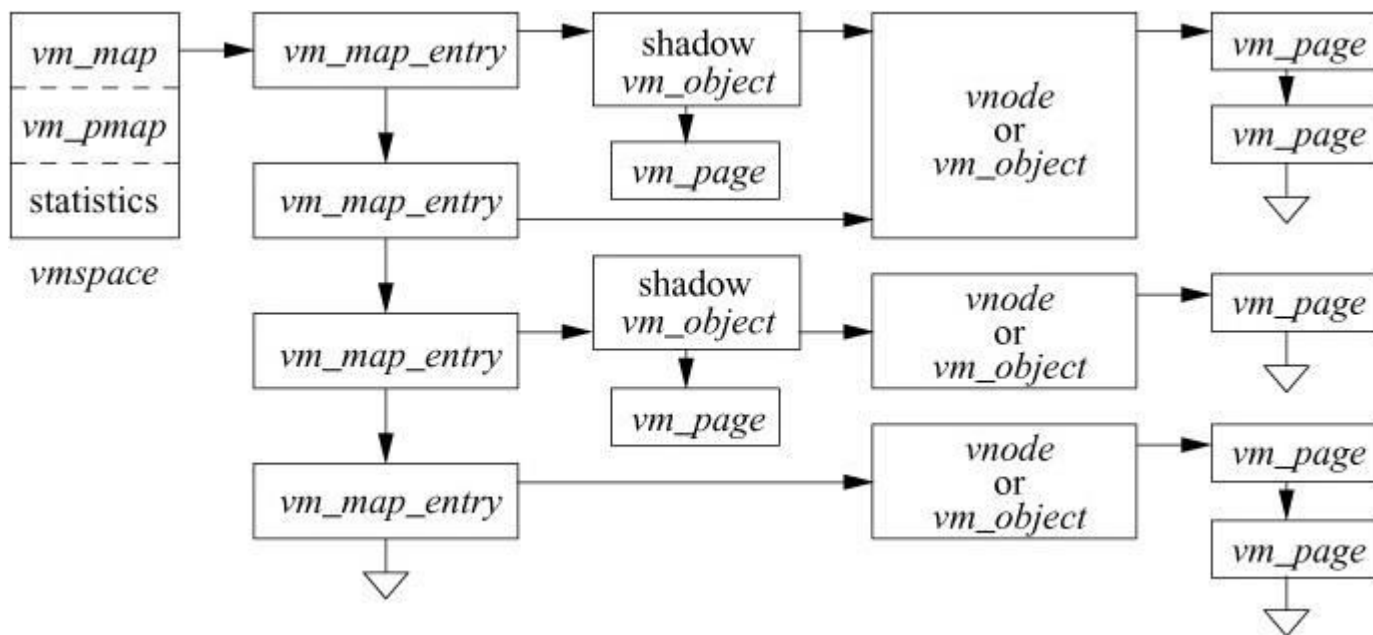 vm_map
vm_pmap
statistics
vmspace
vm_map_entry
vm_map_entry
vm_map_entry
vm_map_entry
shadow
vm_object
vm_page
shadow
vm_object
vm_page
vnode
or
vm_object
vnode
or
vm_object
vnode
or
vm_object
vm_page
vm_page
vm_page
vm_page
vm_page